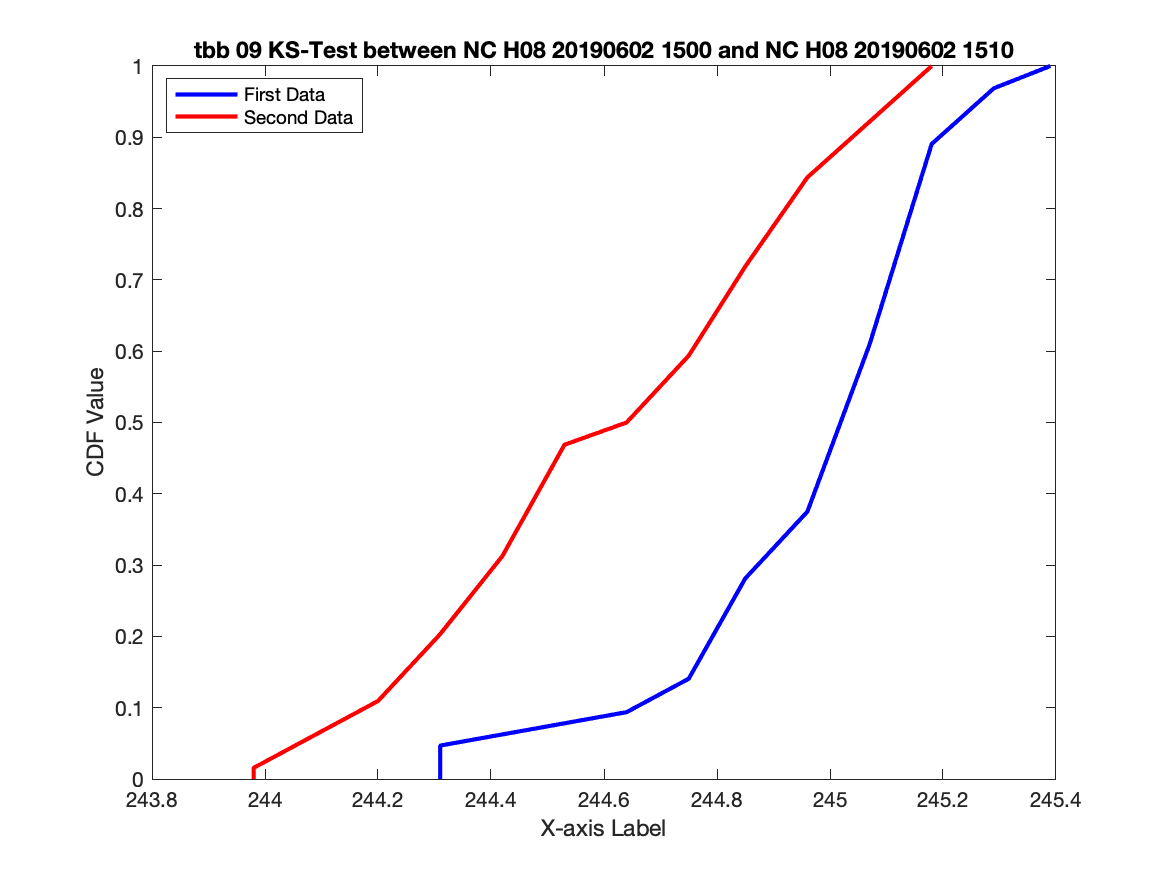 tbb 09 KS-Test between NC H08 20190602 1500 and NC H08 20190602 1510
First Data
Second Data
CDF Value
1
0.9
0.8
0.7
0.6
0.5
0.4
0.3
0.2
0.1
0
243.8 244 244.2 244.4 244.6 244.8 245 245.2 245.4
X-axis Label